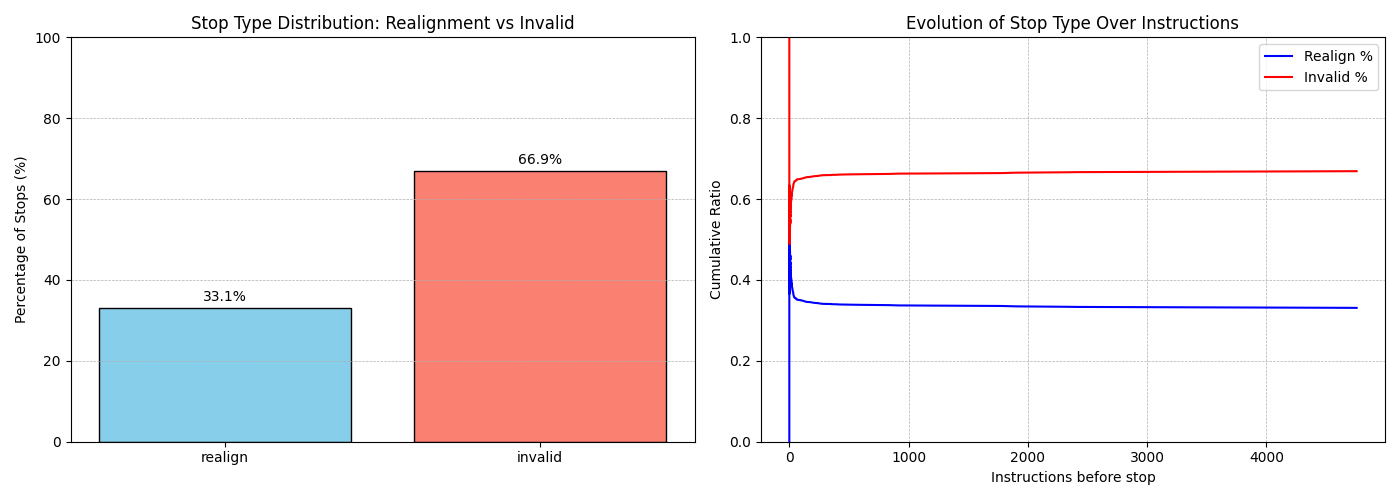 Stop Type Distribution: Realignment vs Invalid
Percentage of Stops (%)
100
80
60
40
20
0
33.1%
66.9%
realign
invalid
Evolution of Stop Type Over Instructions
Cumulative Ratio
1.0
0.8
0.6
0.4
0.2
0.0
Realign %
Invalid %
0
1000
2000
3000
4000
Instructions before stop